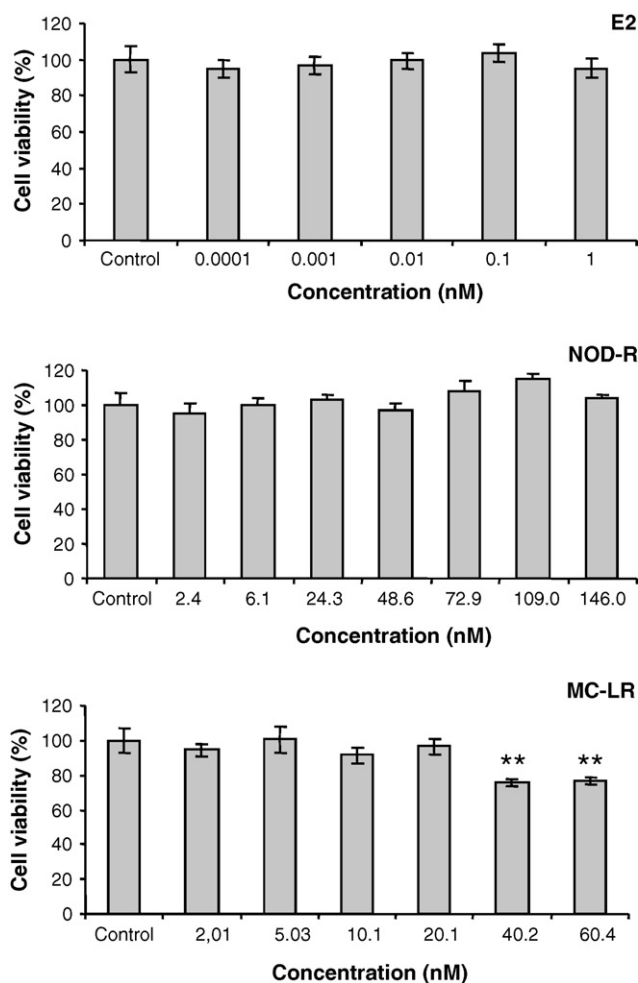 E2
120
100
80
60
40
20
0
Cell viability (%)
Control 0.0001 0.001 0.01 0.1 1
Concentration (nM)
NOD-R
120
100
80
60
40
20
0
Cell viability (%)
Control 2.4 6.1 24.3 48.6 72.9 109.0 146.0
Concentration (nM)
MC-LR
120
100
80
60
40
20
0
Cell viability (%)
** **
Control 2,01 5.03 10.1 20.1 40.2 60.4
Concentration (nM)